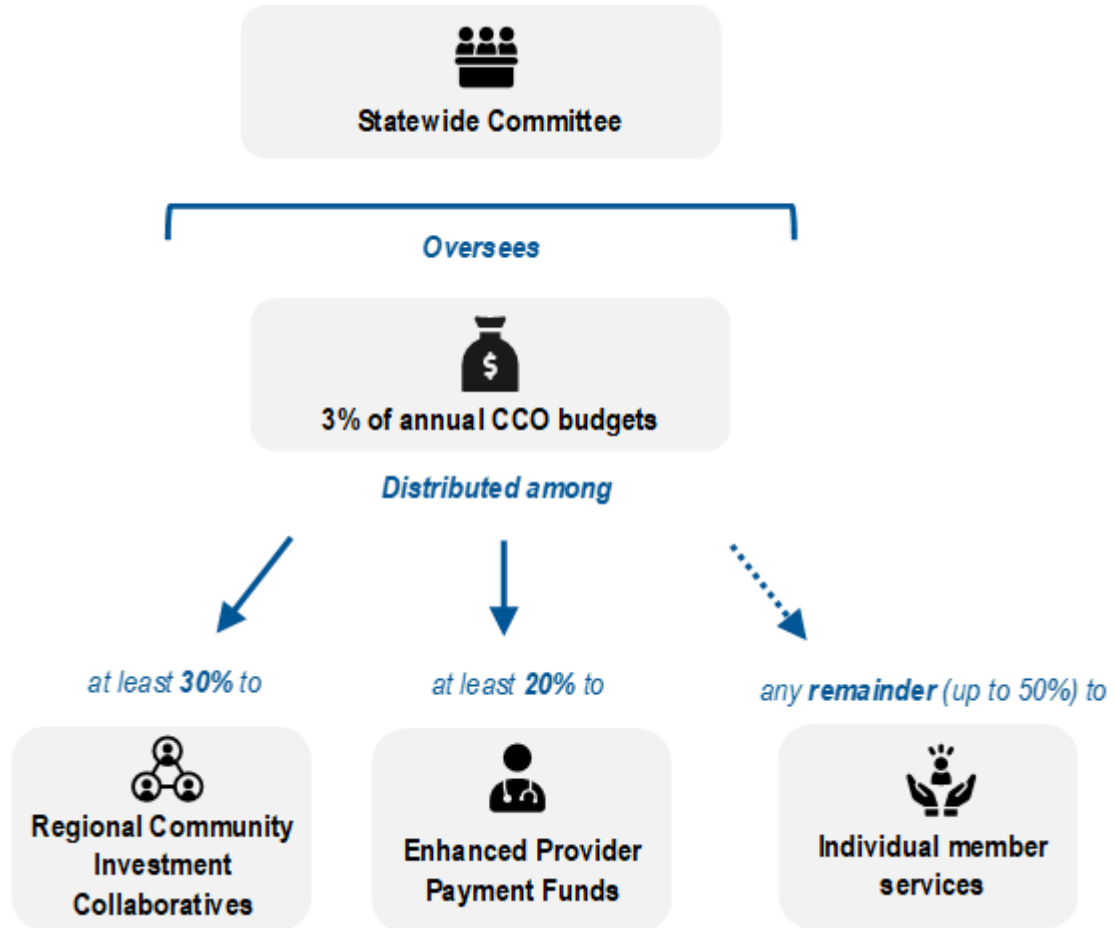 Statewide Committee
Oversees
$
3% of annual CCO budgets
Distributed among
at least 30% to
at least 20% to
any remainder (up to 50%) to
Regional Community
Investment
Collaboratives
Enhanced Provider
Payment Funds
Individual member
services